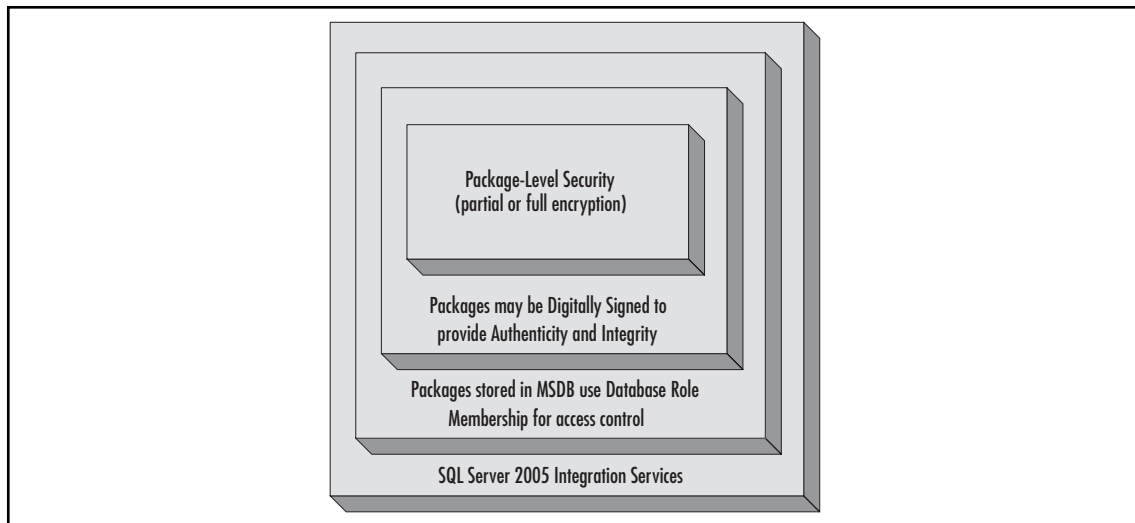 Package-Level Security
(partial or full encryption)
Packages may be Digitally Signed to
provide Authenticity and Integrity
Packages stored in MSDB use Database Role
Membership for access control
SQL Server 2005 Integration Services